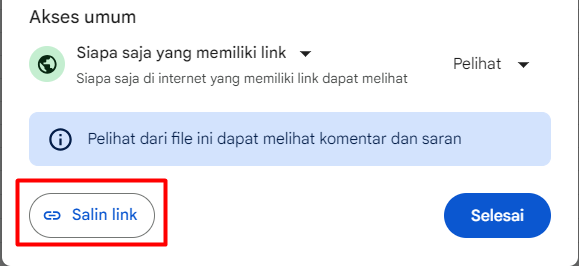 Akses umum
Siapa saja yang memiliki link
Siapa saja di internet yang memiliki link dapat melihat
Pelihat
Pelihat dari file ini dapat melihat komentar dan saran
Salin link
Selesai